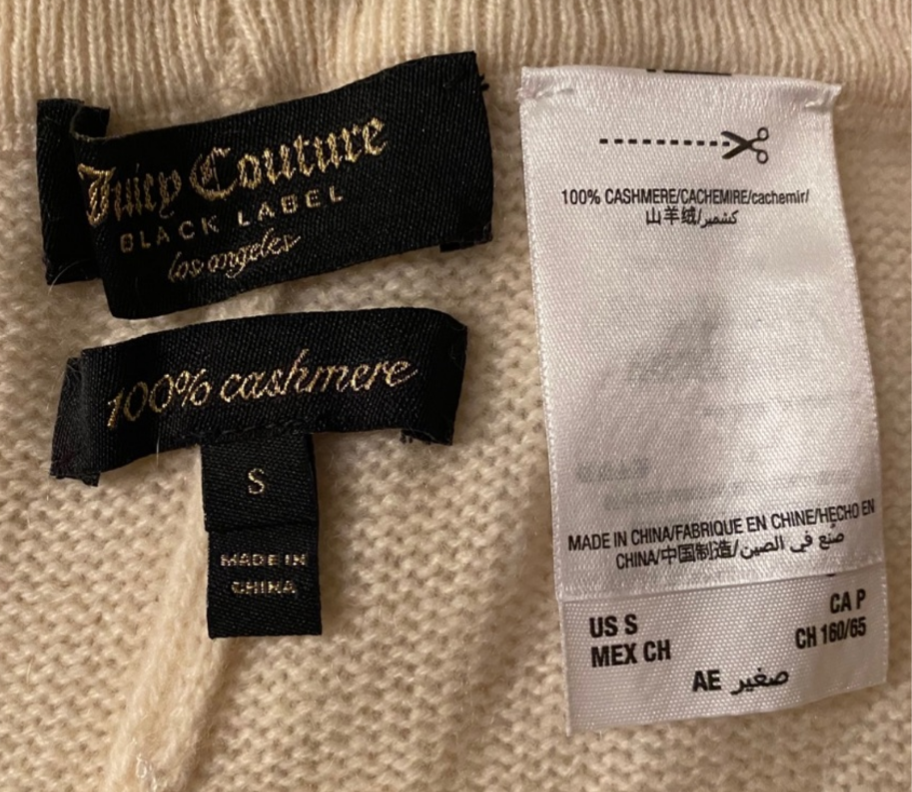 Juicy Couture
BLACK LABEL
los angeles
100% cashmere
S
MADE IN
CHINA
100% CASHMERE/CACHEMIRE/cachemir/
山羊绒/كشمير
MADE IN CHINA/FABRIQUE EN CHINE/HECHO EN
CHINA/中国制造/صنع في الصين
US S
CA P
MEX CH
CH 160/65
AE صغير